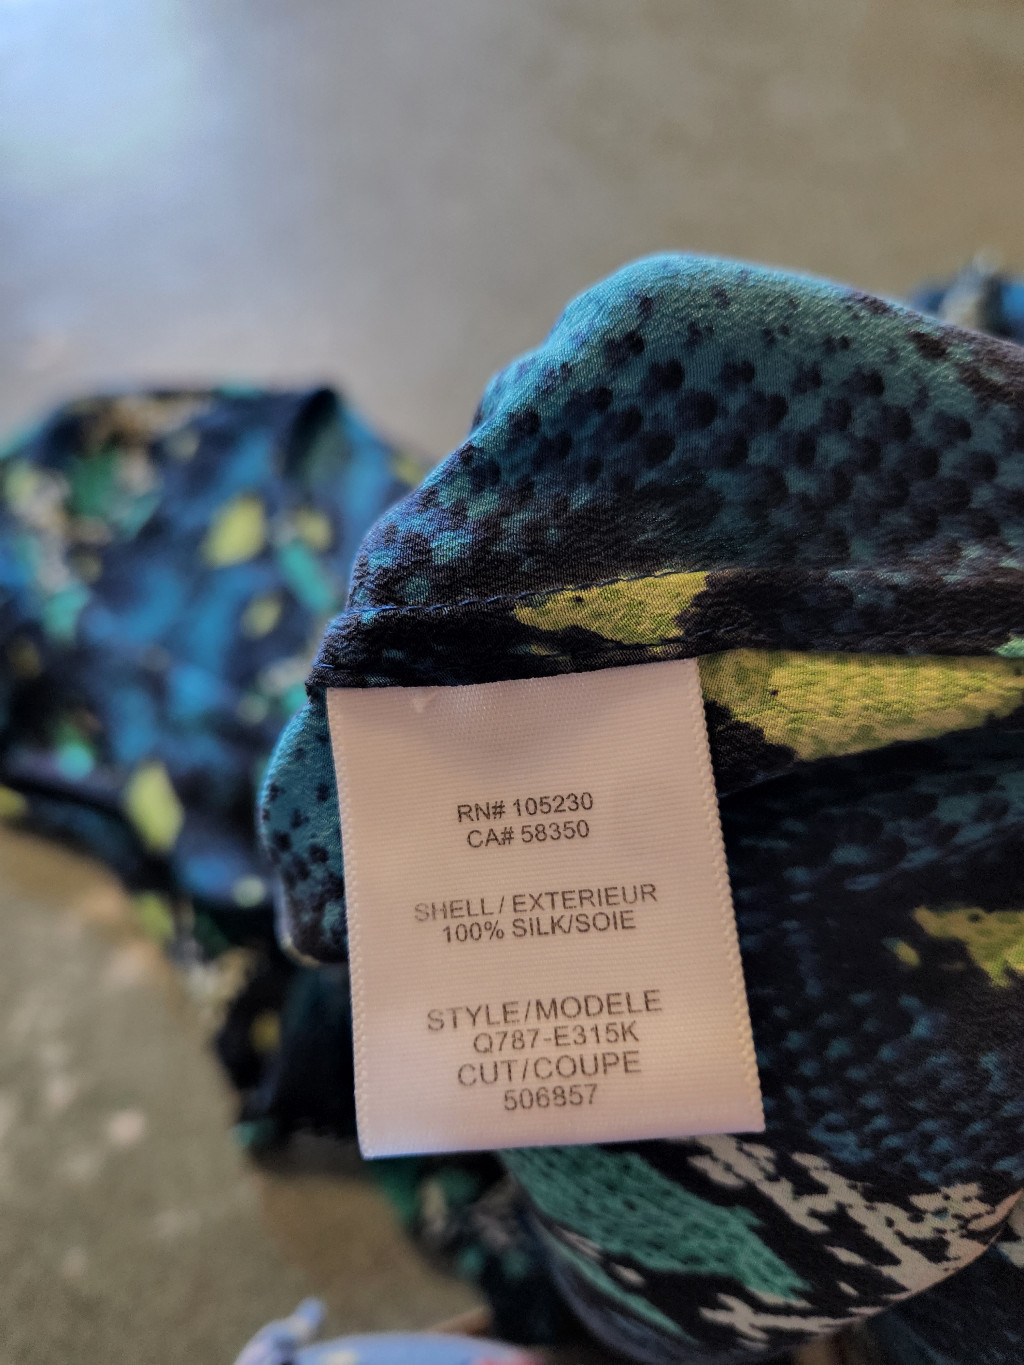 RN# 105230
CA# 58350
SHELL/EXTERIEUR
100% SILK/SOIE
STYLE/MODELE
Q787-E315K
CUT/COUPE
506857